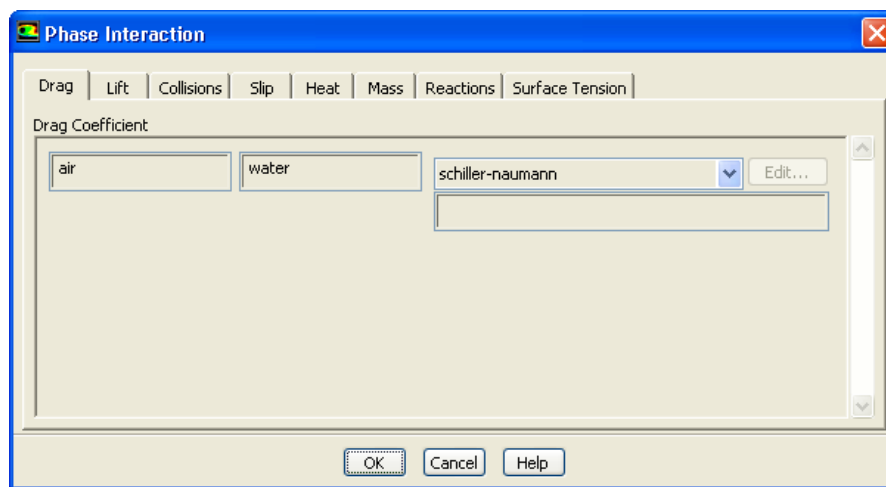 Phase Interaction
Drag Lift Collisions Slip Heat Mass Reactions Surface Tension
Drag Coefficient
air water schiller-naumann Edit...
OK Cancel Help